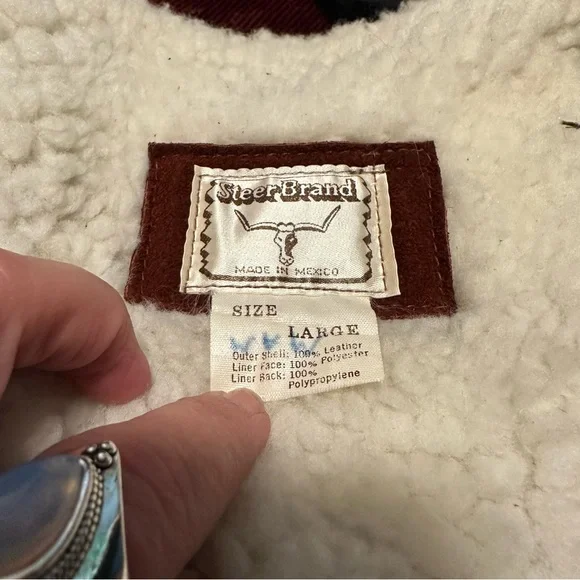 Steer Brand
MADE IN MEXICO
SIZE
LARGE
Outer Shell: 100% Leather
Liner Face: 100% Polyester
Liner Back: 100%
Polypropylene